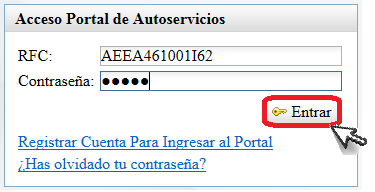 Acceso Portal de Autoservicios
RFC: AEEA461001I62
Contraseña: ●●●●●
Entrar
Registrar Cuenta Para Ingresar al Portal
¿Has olvidado tu contraseña?